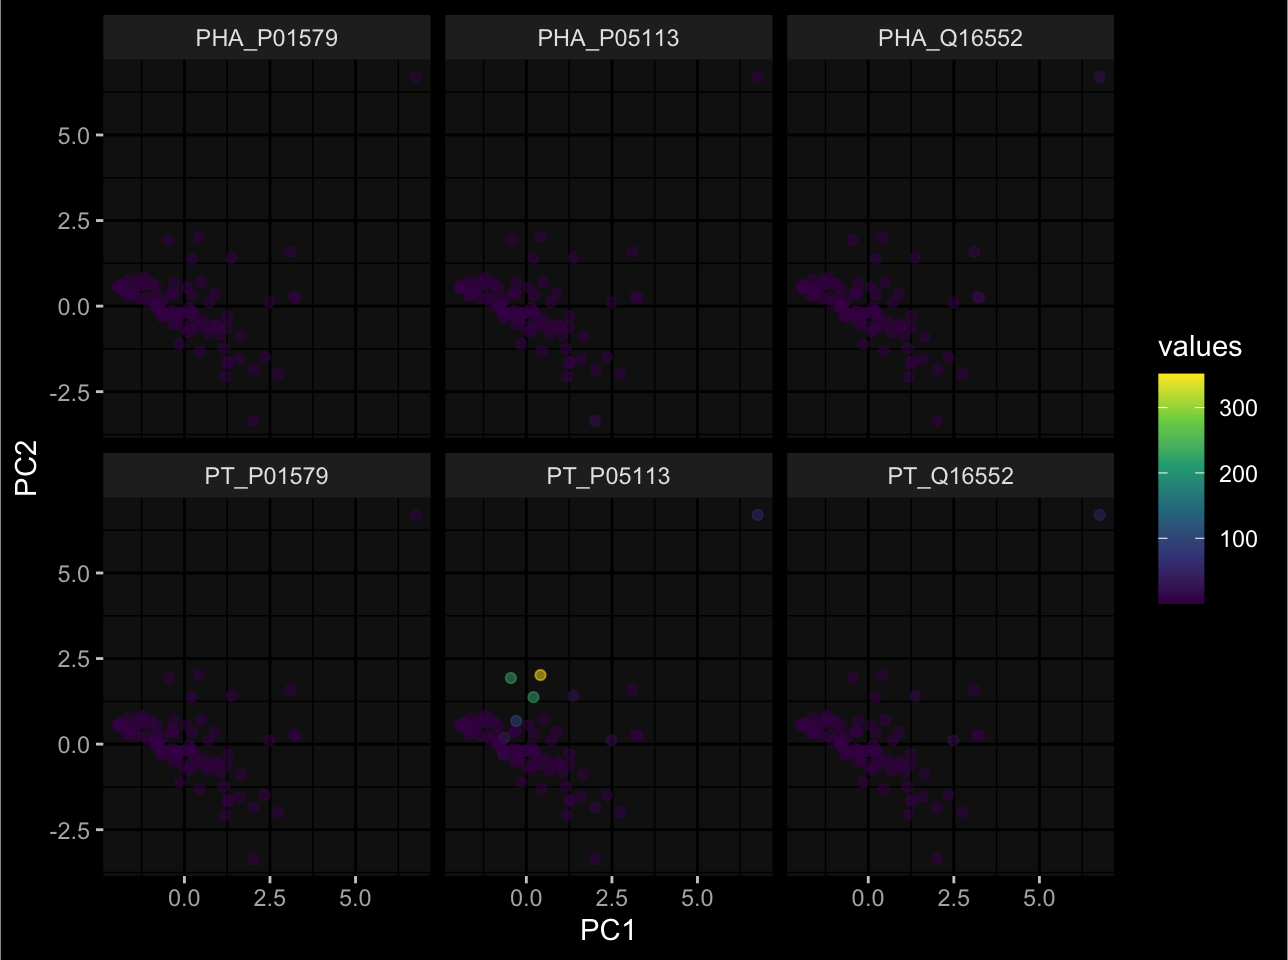 PHA_P01579 PHA_P05113 PHA_Q16552
5.0
2.5
0.0
-2.5
PT_P01579 PT_P05113 PT_Q16552
5.0
2.5
0.0
-2.5
0.0 2.5 5.0 0.0 2.5 5.0 0.0 2.5 5.0
PC1
PC2
values
300
200
100